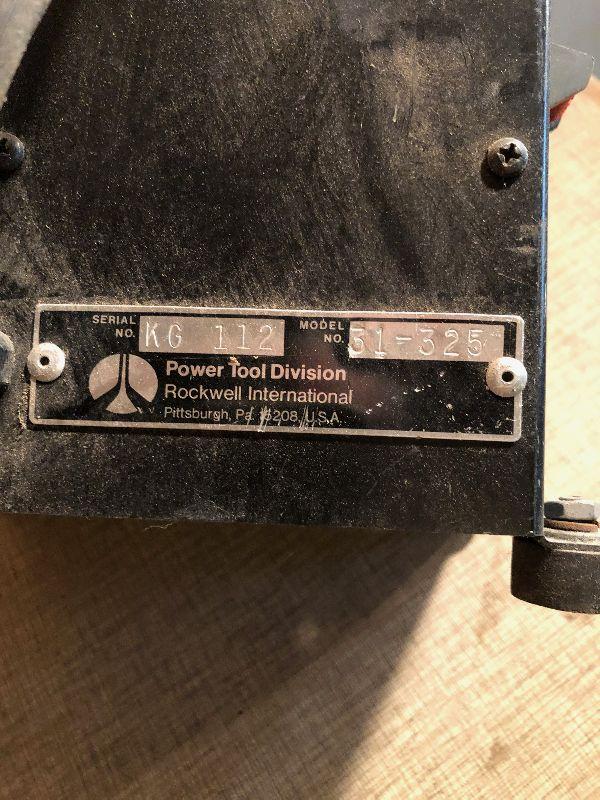 SERIAL NO. KG 112 MODEL NO. 31-325
Power Tool Division
Rockwell International
Pittsburgh, Pa. 15208 U.S.A.